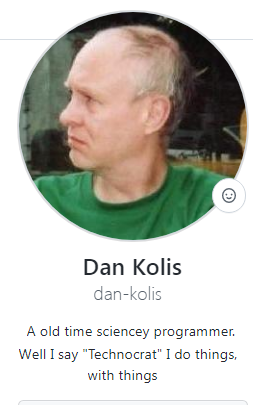 Dan Kolis
dan-kolis
A old time sciencey programmer.
Well I say "Technocrat" I do things,
with things